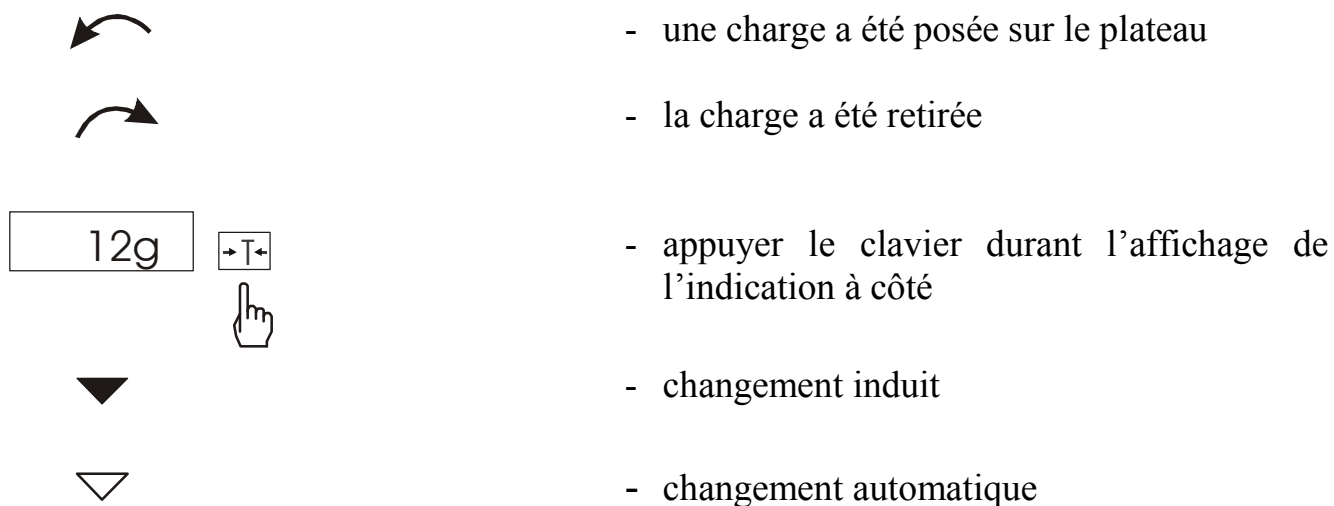 - une charge a été posée sur le plateau
- la charge a été retirée
12g →T← - appuyer le clavier durant l’affichage de
l’indication à côté
- changement induit
- changement automatique